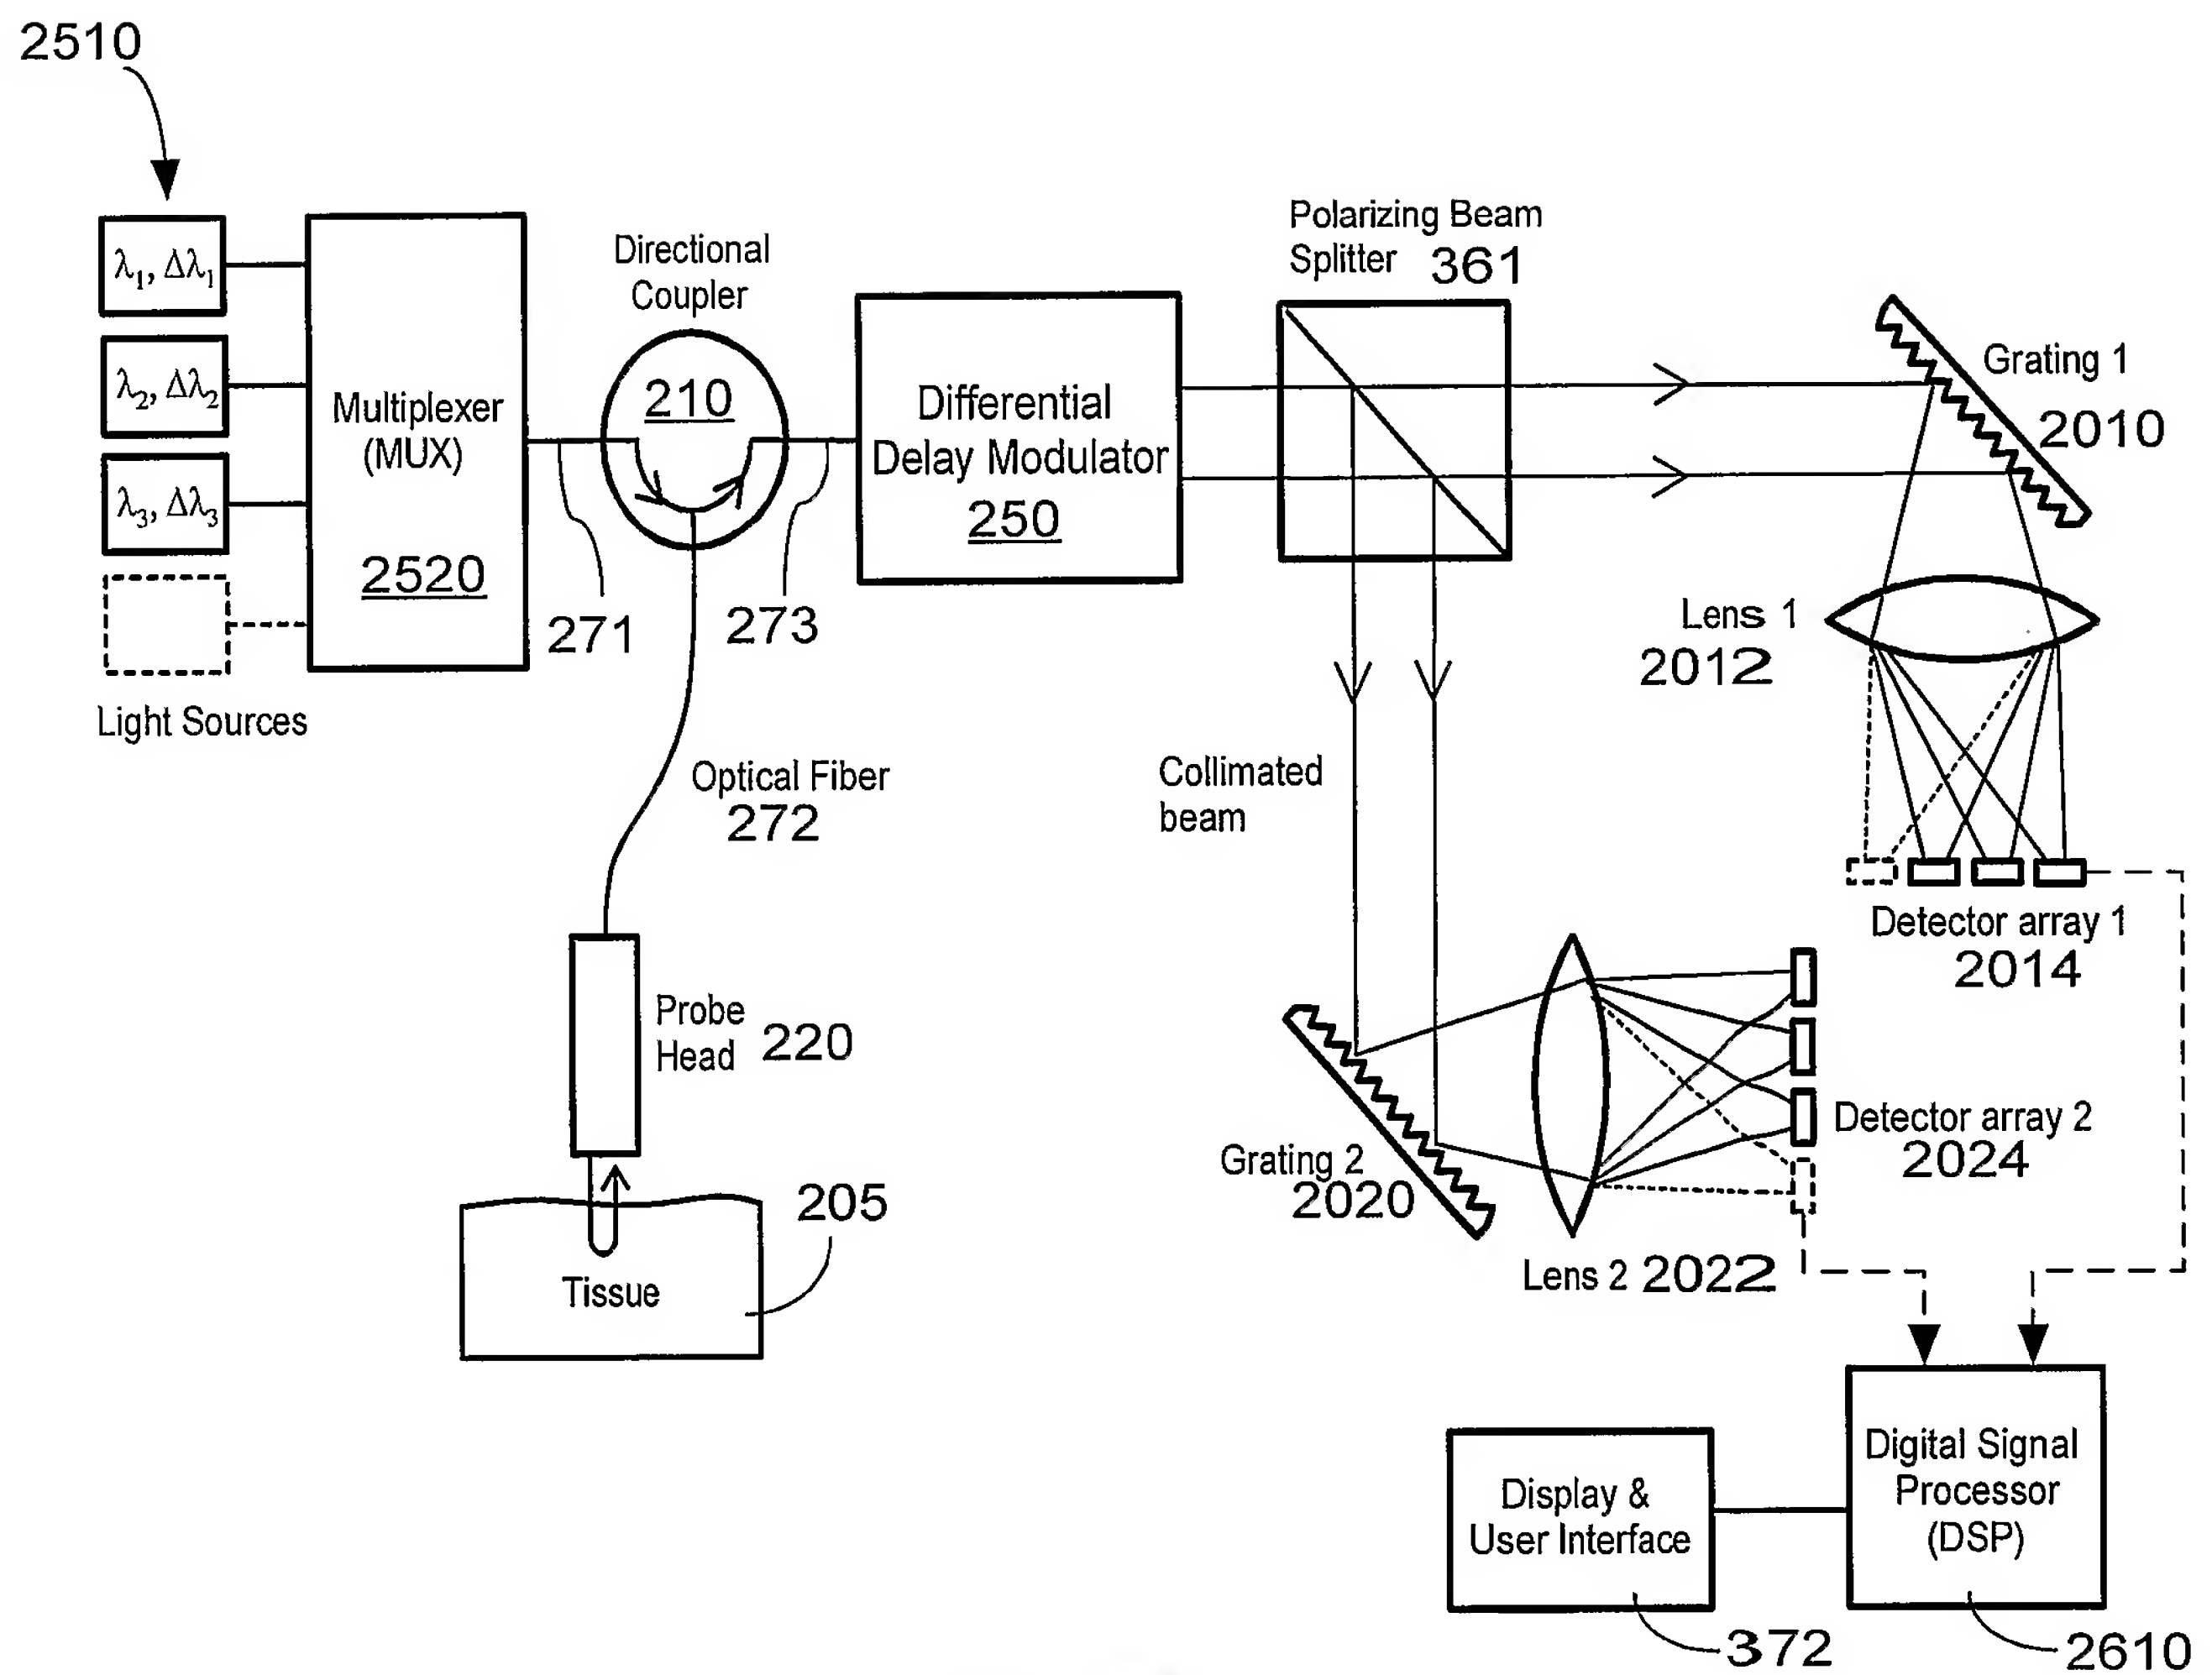 2510
λ1, Δλ1
λ2, Δλ2
λ3, Δλ3
Light Sources
Multiplexer
(MUX)
2520
271
Directional
Coupler
210
273
Optical Fiber
272
Probe
Head 220
205
Tissue
Differential
Delay Modulator
250
Polarizing Beam
Splitter 361
Grating 1
2010
Lens 1
2012
Detector array 1
2014
Collimated
beam
Grating 2
2020
Lens 2 2022
Detector array 2
2024
Digital Signal
Processor
(DSP)
2610
Display &
User Interface
372